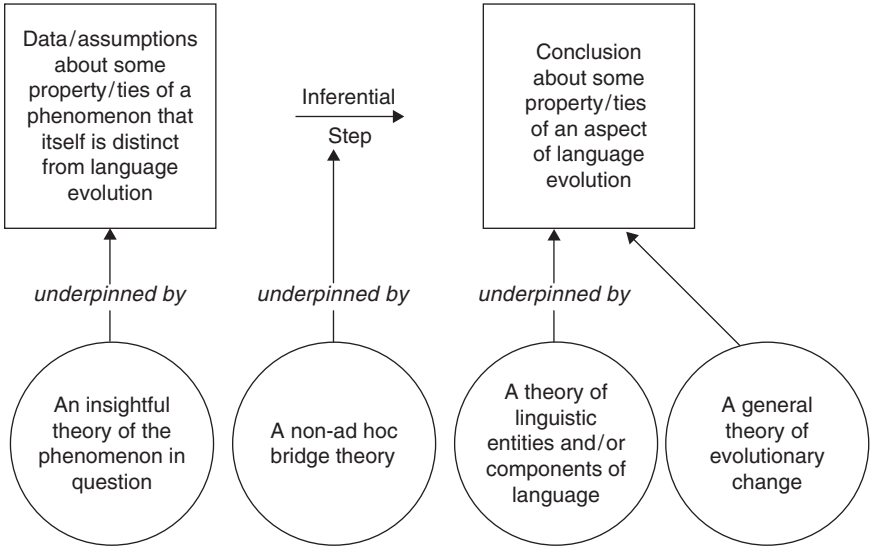 Data/assumptions
about some
property/ties of a
phenomenon that
itself is distinct
from language
evolution
Inferential
Step
Conclusion
about some
property/ties
of an aspect
of language
evolution
underpinned by
underpinned by
underpinned by
An insightful
theory of the
phenomenon in
question
A non-ad hoc
bridge theory
A theory of
linguistic
entities and/or
components of
language
A general
theory of
evolutionary
change